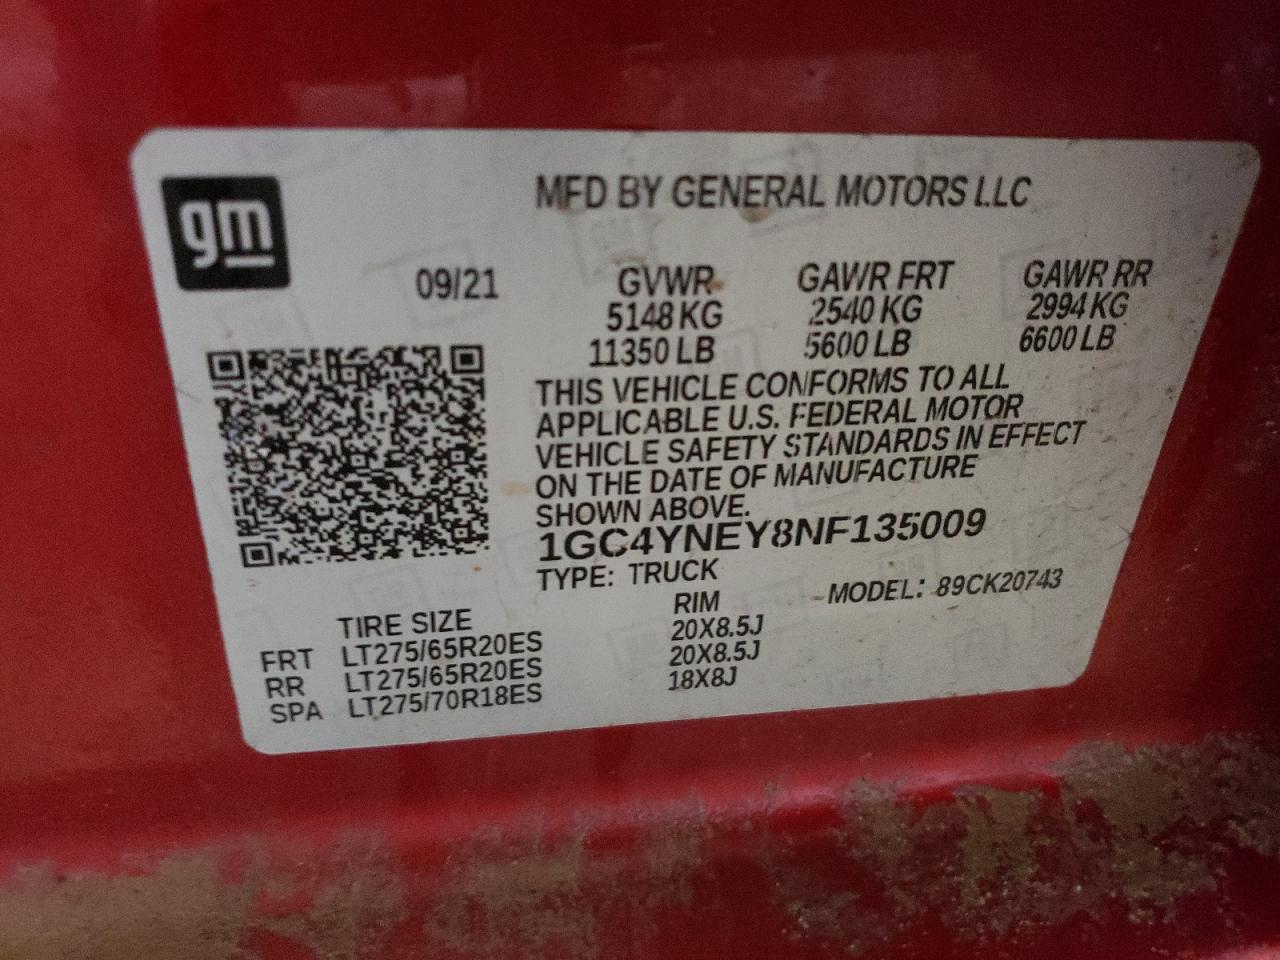 gm
MFD BY GENERAL MOTORS LLC
09/21
GVWR GAWR FRT GAWR RR
5148 KG 2540 KG 2994 KG
11350 LB 5600 LB 6600 LB
THIS VEHICLE CONFORMS TO ALL
APPLICABLE U.S. FEDERAL MOTOR
VEHICLE SAFETY STANDARDS IN EFFECT
ON THE DATE OF MANUFACTURE
SHOWN ABOVE.
1GC4YNEY8NF135009
TYPE: TRUCK MODEL: 89CK20743
TIRE SIZE RIM
FRT LT275/65R20ES 20X8.5J
RR LT275/65R20ES 20X8.5J
SPA LT275/70R18ES 18X8J